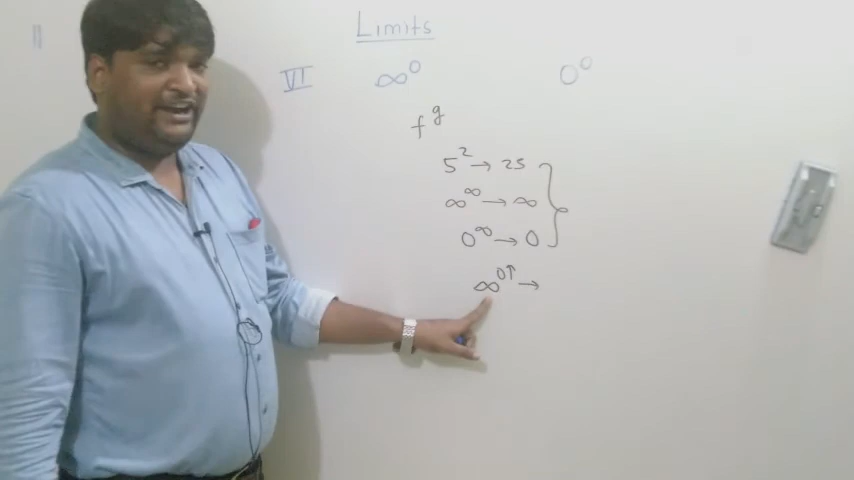 Limits
VI ∞⁰ 0⁰
f^g
5² → 25
∞^∞ → ∞
0^∞ → 0
∞^0↑ →